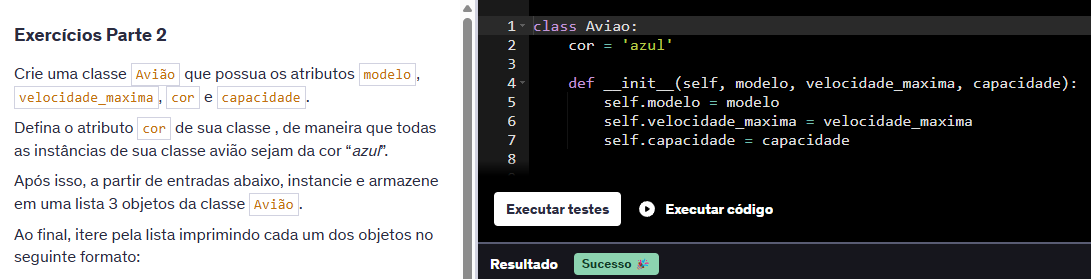 Exercícios Parte 2
Crie uma classe Avião que possua os atributos modelo,
velocidade_maxima, cor e capacidade.
Defina o atributo cor de sua classe , de maneira que todas
as instâncias de sua classe avião sejam da cor “azul”.
Após isso, a partir de entradas abaixo, instancie e armazene
em uma lista 3 objetos da classe Avião.
Ao final, itere pela lista imprimindo cada um dos objetos no
seguinte formato:
1 class Aviao:
2     cor = 'azul'
3
4     def __init__(self, modelo, velocidade_maxima, capacidade):
5         self.modelo = modelo
6         self.velocidade_maxima = velocidade_maxima
7         self.capacidade = capacidade
8
Executar testes Executar código
Resultado Sucesso 🎉